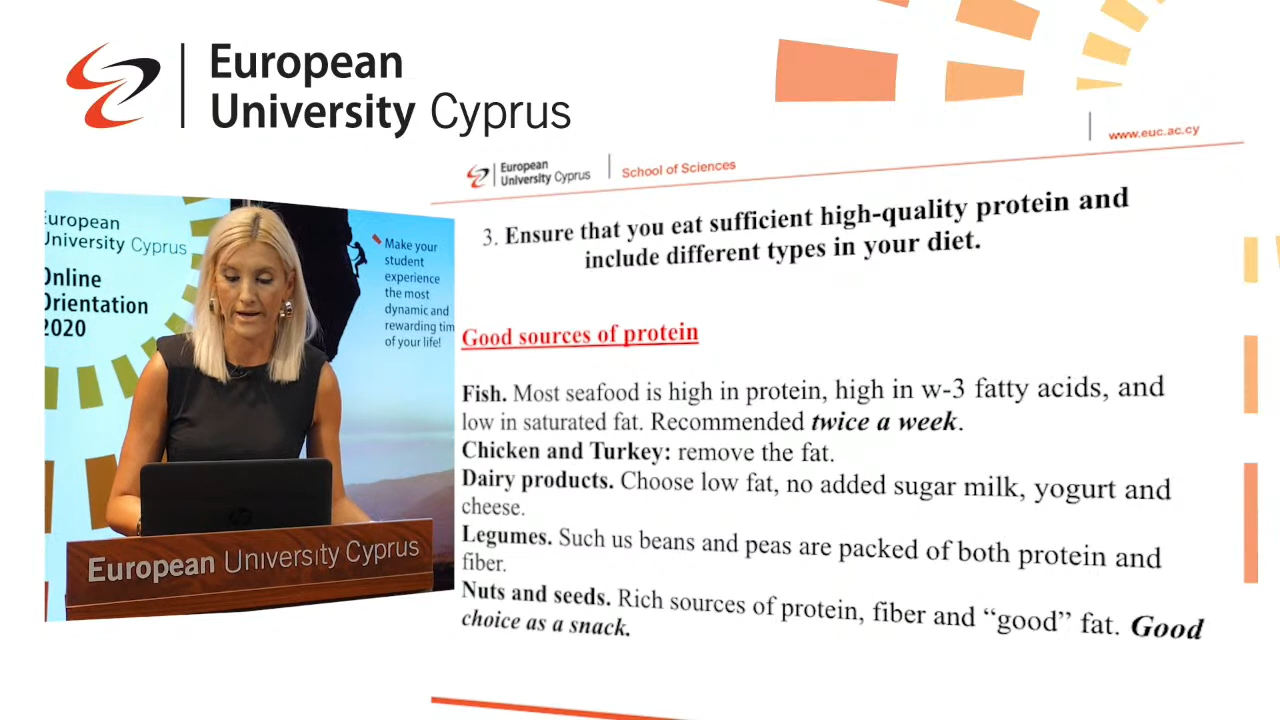 European
University Cyprus
www.euc.ac.cy
European
University Cyprus
School of Sciences
3. Ensure that you eat sufficient high-quality protein and
include different types in your diet.
Good sources of protein
Fish. Most seafood is high in protein, high in w-3 fatty acids, and
low in saturated fat. Recommended twice a week.
Chicken and Turkey: remove the fat.
Dairy products. Choose low fat, no added sugar milk, yogurt and
cheese.
Legumes. Such us beans and peas are packed of both protein and
fiber.
Nuts and seeds. Rich sources of protein, fiber and “good” fat. Good
choice as a snack.
European
University Cyprus
Online
Orientation
2020
Make your
student
experience
the most
dynamic and
rewarding tim
of your life!
European University Cyprus